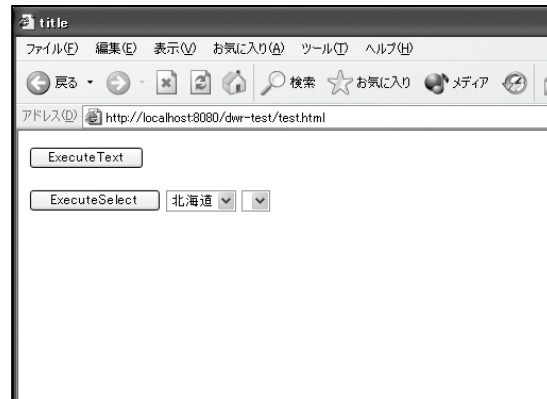 title
ファイル(F) 編集(E) 表示(V) お気に入り(A) ツール(T) ヘルプ(H)
戻る 検索 お気に入り メディア
アドレス(D) http://localhost:8080/dwr-test/test.html
ExecuteText
ExecuteSelect 北海道